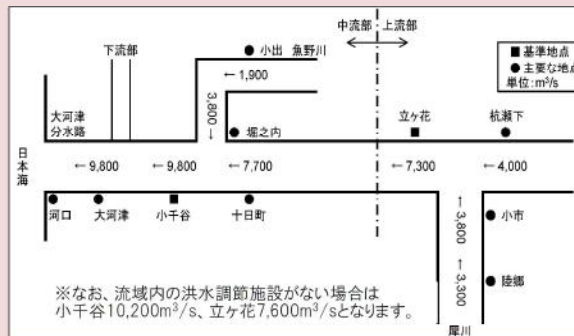 中流部 上流部
下流部
小出 魚野川
■ 基準地点
● 主要な地点
単位:m³/s
← 1,900
3,800 →
大河津
分水路
堀之内
立ヶ花
杭瀬下
日本海
← 9,800
← 9,800
← 7,700
← 7,300
← 4,000
河口
大河津
小千谷
十日町
← 3,800
小市
← 3,300
陸郷
犀川
※なお、流域内の洪水調節施設がない場合は
小千谷10,200m³/s、立ヶ花7,600m³/sとなります。